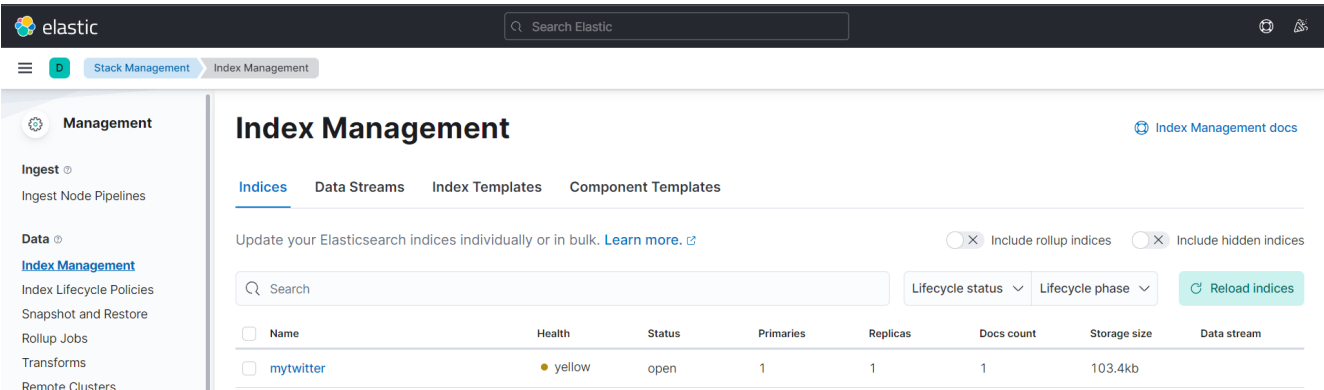 elastic
Search Elastic
D
Stack Management
Index Management
Management
Ingest
Ingest Node Pipelines
Data
Index Management
Index Lifecycle Policies
Snapshot and Restore
Rollup Jobs
Transforms
Remote Clusters
Index Management
Index Management docs
Indices Data Streams Index Templates Component Templates
Update your Elasticsearch indices individually or in bulk. Learn more.
Include rollup indices
Include hidden indices
Search
Lifecycle status
Lifecycle phase
Reload indices
Name Health Status Primaries Replicas Docs count Storage size Data stream
mytwitter yellow open 1 1 1 103.4kb